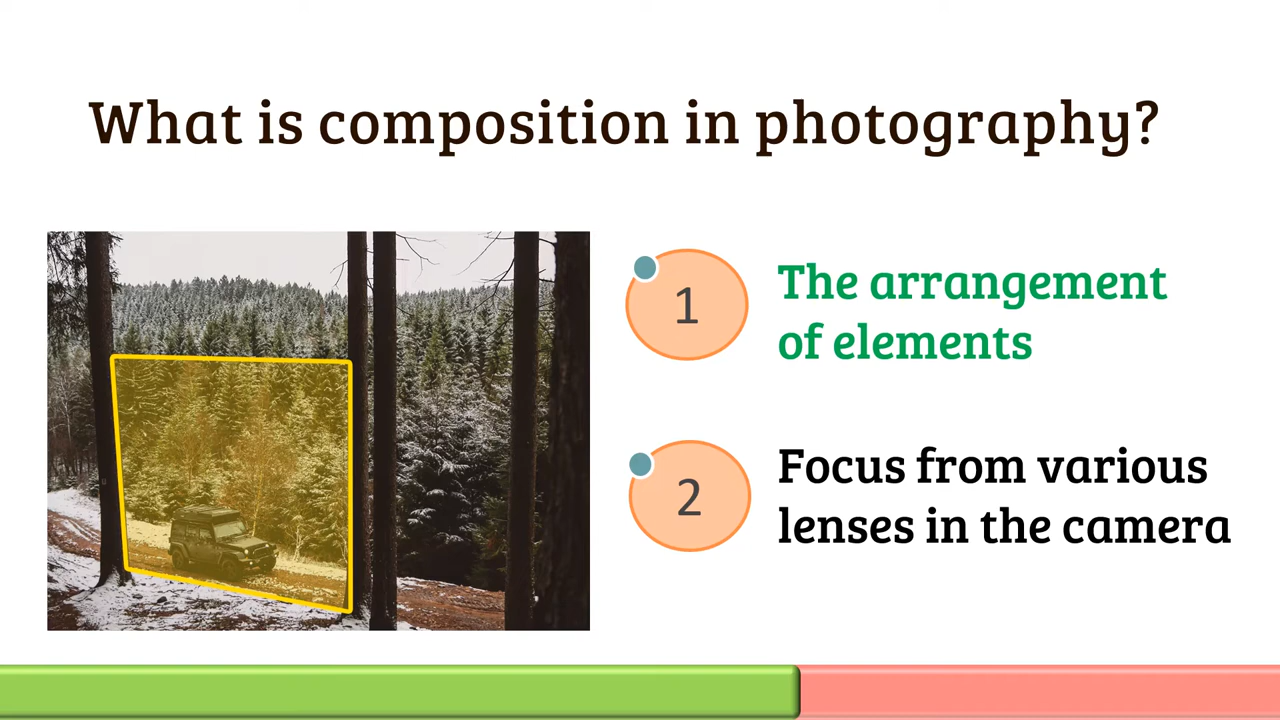 What is composition in photography?
1
The arrangement
of elements
2
Focus from various
lenses in the camera